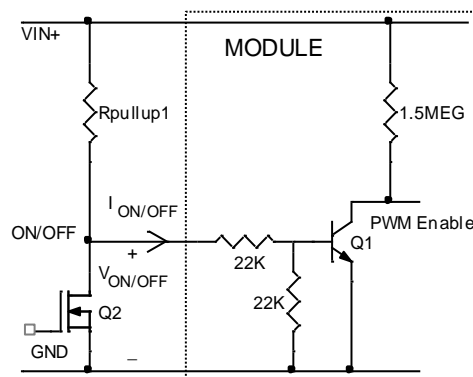 VIN+
MODULE
Rpullup1
1.5MEG
I ON/OFF
ON/OFF
+
PWM Enable
Q1
22K
V ON/OFF
22K
Q2
GND
_